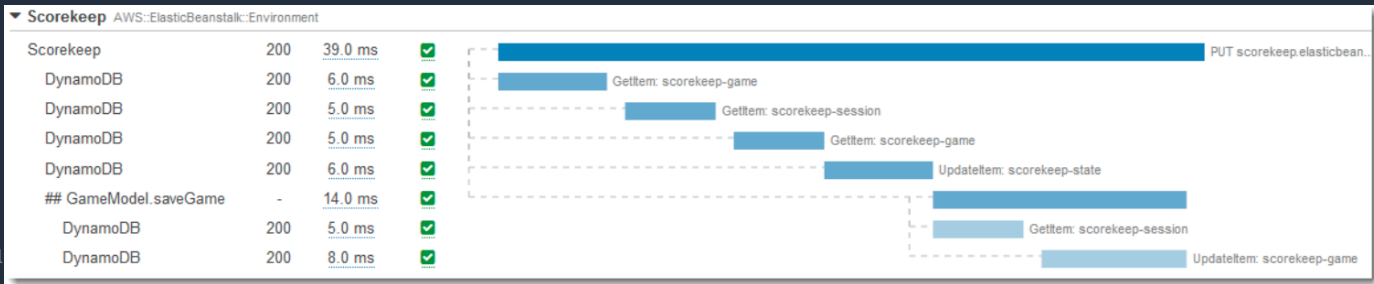 Scorekeep AWS::ElasticBeanstalk::Environment
Scorekeep 200 39.0 ms PUT scorekeep.elasticbean...
DynamoDB 200 6.0 ms GetItem: scorekeep-game
DynamoDB 200 5.0 ms GetItem: scorekeep-session
DynamoDB 200 5.0 ms GetItem: scorekeep-game
DynamoDB 200 6.0 ms UpdateItem: scorekeep-state
## GameModel.saveGame - 14.0 ms
DynamoDB 200 5.0 ms GetItem: scorekeep-session
DynamoDB 200 8.0 ms UpdateItem: scorekeep-game